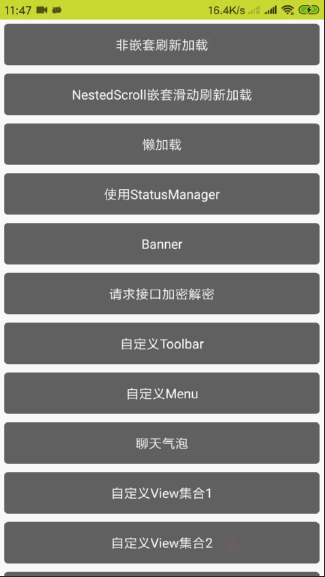 11:47 16.4K/s
非嵌套刷新加载
NestedScroll嵌套滑动刷新加载
懒加载
使用StatusManager
Banner
请求接口加密解密
自定义Toolbar
自定义Menu
聊天气泡
自定义View集合1
自定义View集合2